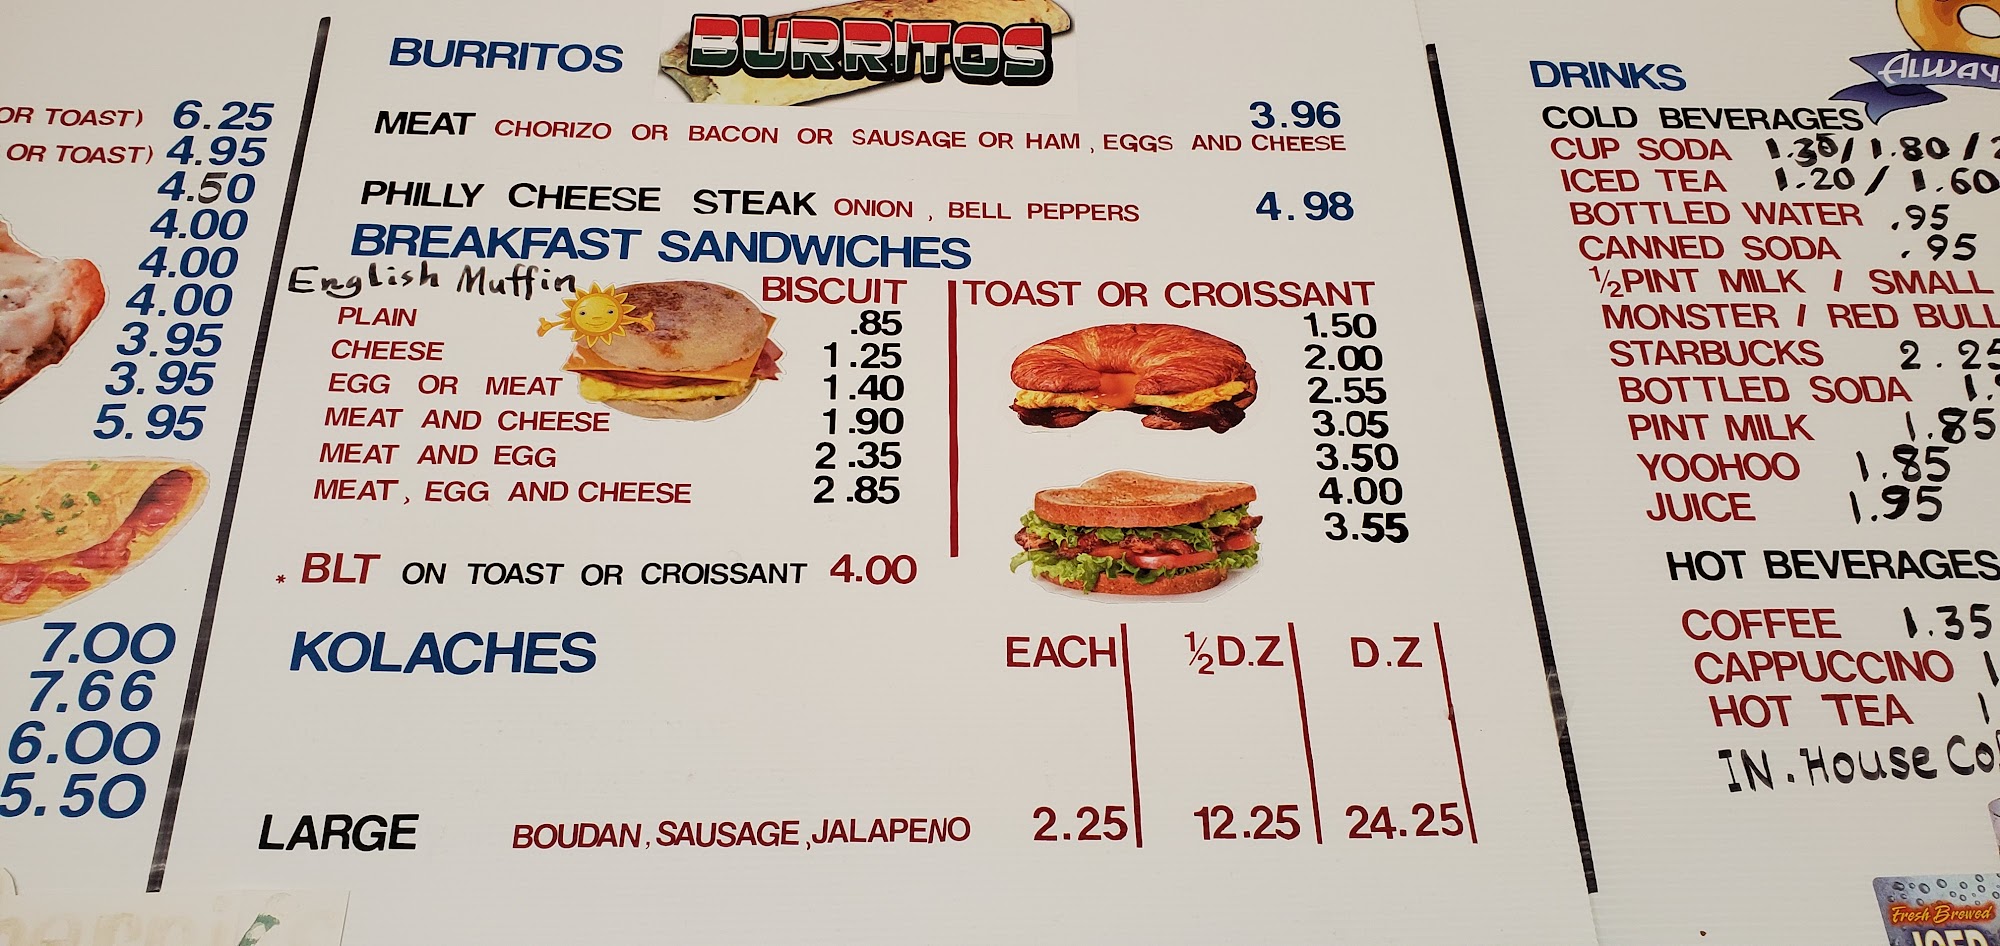 OR TOAST) 6.25
OR TOAST) 4.95
4.50
4.00
4.00
4.00
3.95
3.95
5.95
7.00
7.66
6.00
5.50
BURRITOS BURRITOS
MEAT CHORIZO OR BACON OR SAUSAGE OR HAM, EGGS AND CHEESE 3.96
PHILLY CHEESE STEAK ONION, BELL PEPPERS 4.98
BREAKFAST SANDWICHES
English Muffin BISCUIT TOAST OR CROISSANT
PLAIN .85 1.50
CHEESE 1.25 2.00
EGG OR MEAT 1.40 2.55
MEAT AND CHEESE 1.90 3.05
MEAT AND EGG 2.35 3.50
MEAT, EGG AND CHEESE 2.85 4.00
3.55
* BLT ON TOAST OR CROISSANT 4.00
KOLACHES EACH ½D.Z D.Z
LARGE BOUDAN, SAUSAGE, JALAPENO 2.25 12.25 24.25
DRINKS
COLD BEVERAGES
CUP SODA 1.35/ 1.80 /
ICED TEA 1.20 / 1.60
BOTTLED WATER .95
CANNED SODA .95
½PINT MILK / SMALL
MONSTER / RED BULL
STARBUCKS 2.25
BOTTLED SODA
PINT MILK 1.85
YOOHOO 1.85
JUICE 1.95
HOT BEVERAGES
COFFEE 1.35
CAPPUCCINO
HOT TEA
IN-House
Fresh Brewed
ICED